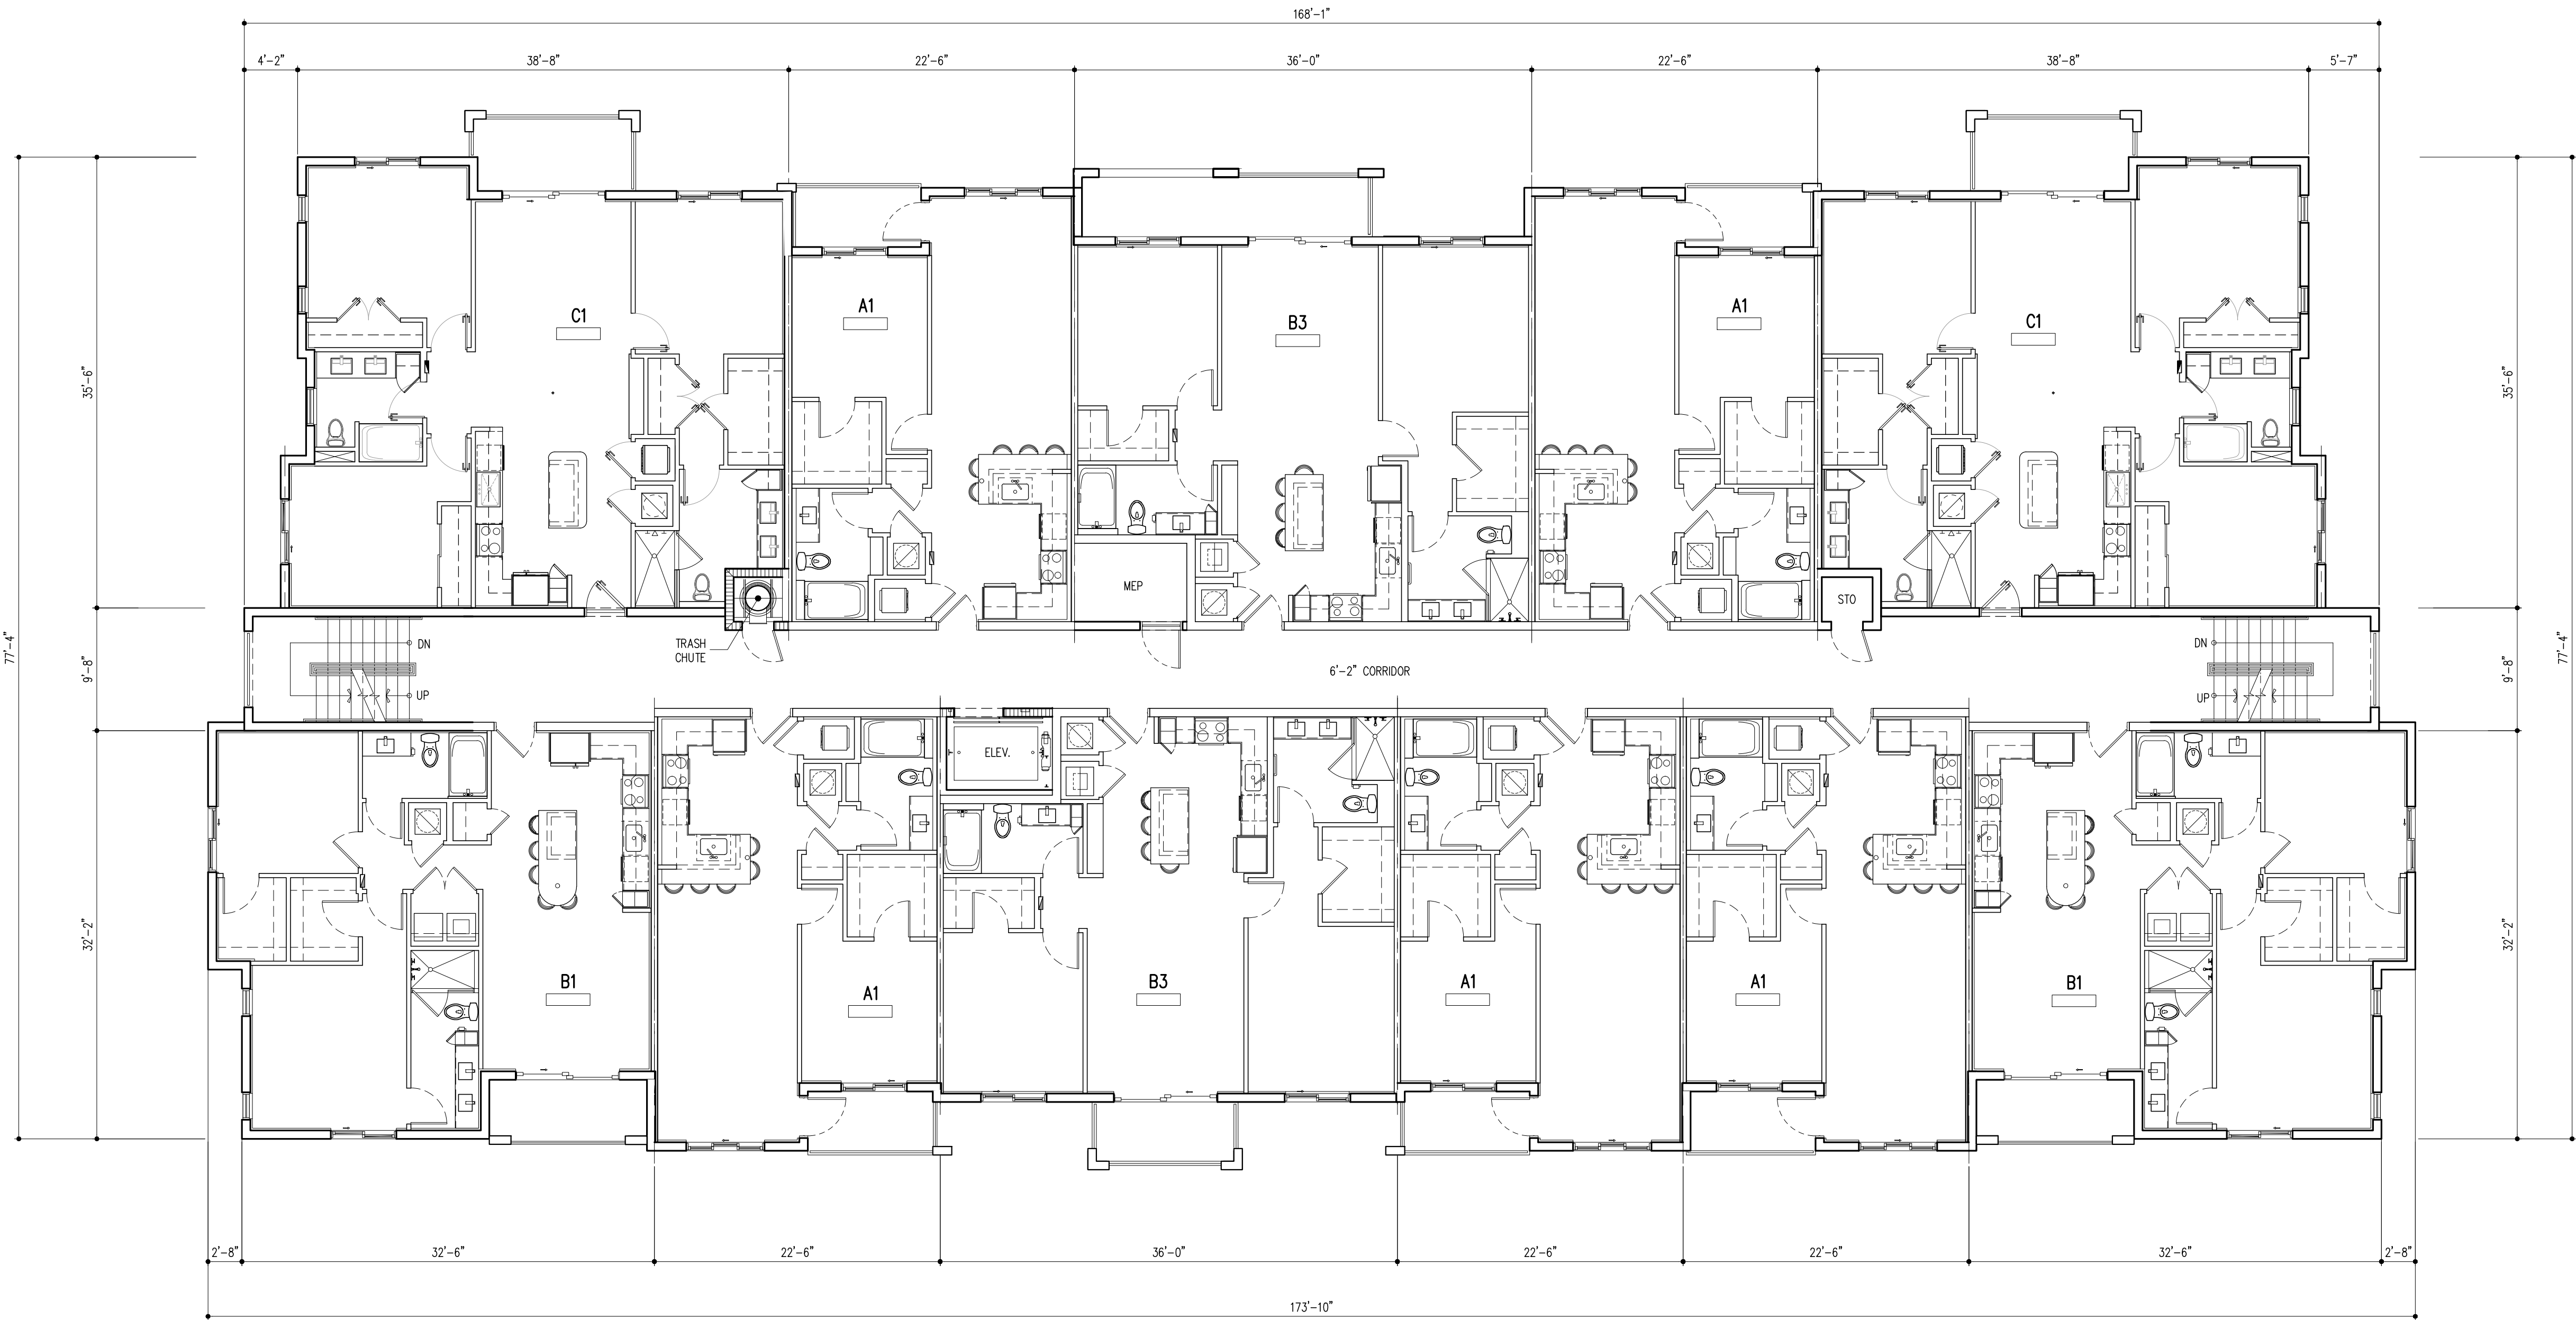 168'-1"
4'-2" 38'-8" 22'-6" 36'-0" 22'-6" 38'-8" 5'-7"
C1 A1 B3 A1 C1
35'-6" 35'-6"
MEP STO
TRASH
CHUTE
DN DN
6'-2" CORRIDOR
77'-4" 9'-8" 9'-8" 77'-4"
UP UP
ELEV.
32'-2" 32'-2"
B1 A1 B3 A1 A1 B1
2'-8" 32'-6" 22'-6" 36'-0" 22'-6" 22'-6" 32'-6" 2'-8"
173'-10"